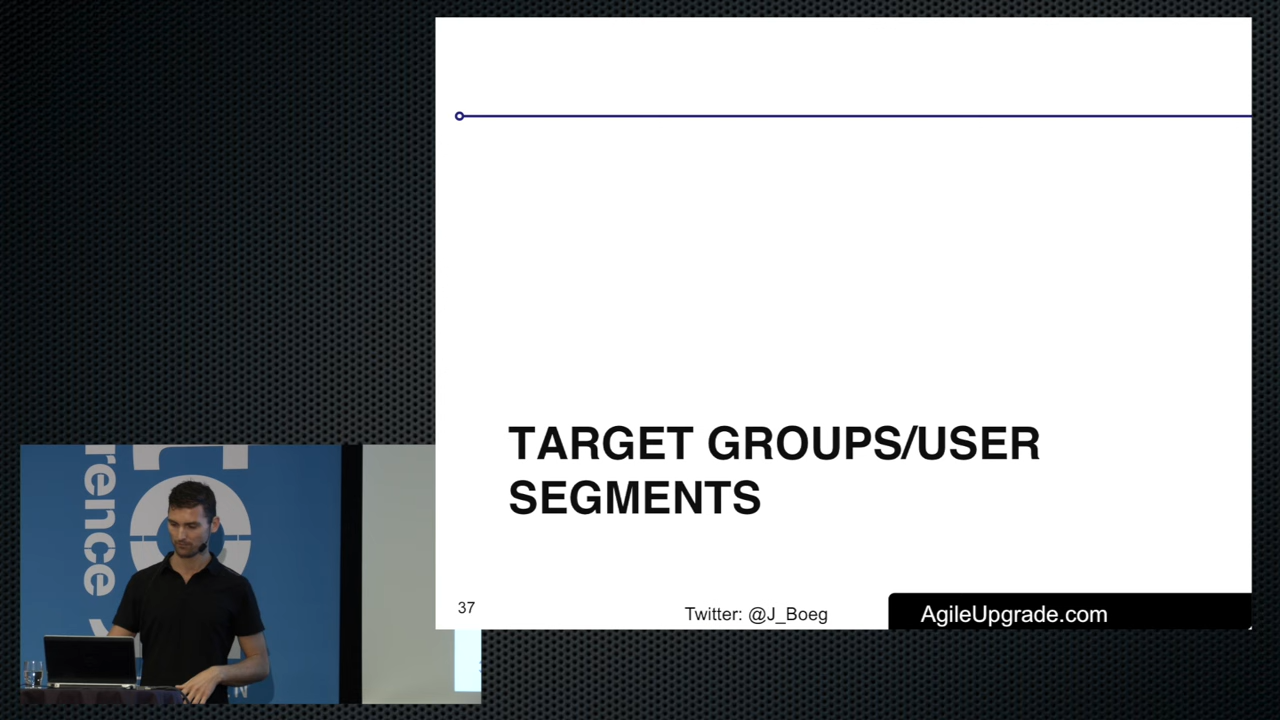 TARGET GROUPS/USER
SEGMENTS
37
Twitter: @J_Boeg
AgileUpgrade.com
rence